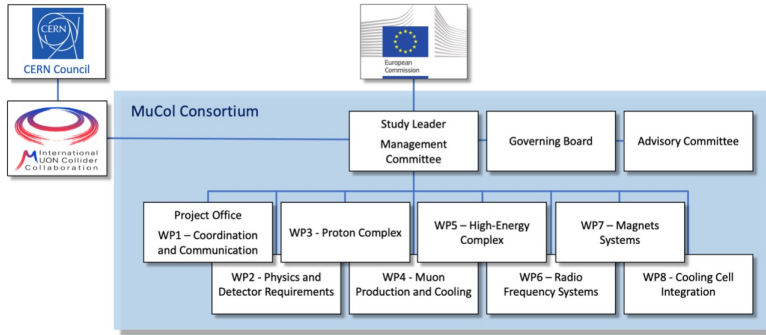 CERN
CERN Council
European
Commission
International
MUON Collider
Collaboration
MuCol Consortium
Study Leader
Management
Committee
Governing Board
Advisory Committee
Project Office
WP1 – Coordination
and Communication
WP3 - Proton Complex
WP5 – High-Energy
Complex
WP7 – Magnets
Systems
WP2 - Physics and
Detector Requirements
WP4 - Muon
Production and Cooling
WP6 – Radio
Frequency Systems
WP8 - Cooling Cell
Integration